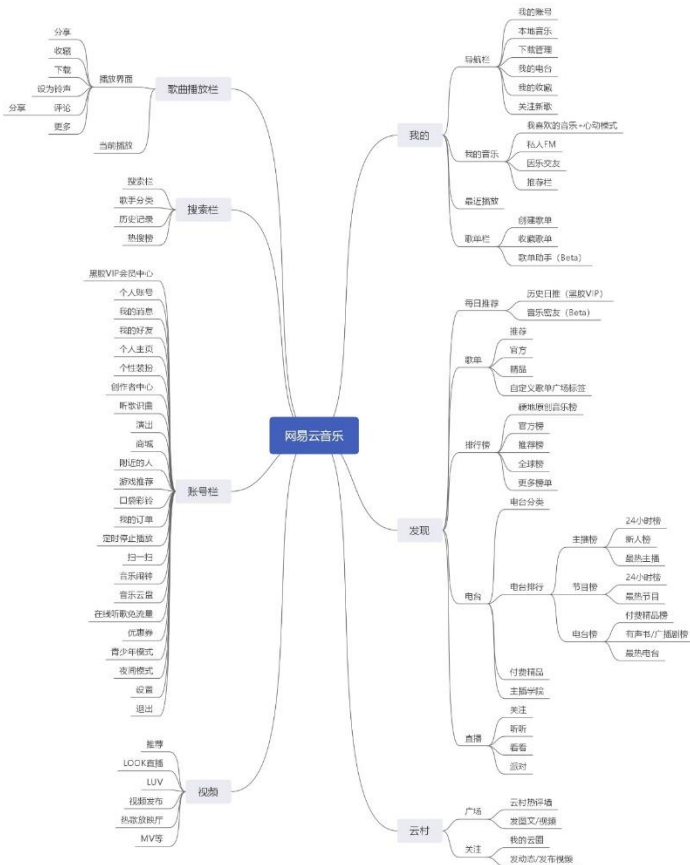 网易云音乐
歌曲播放栏
播放界面
分享
收藏
下载
设为铃声
评论
分享
更多
当前播放
搜索栏
搜索栏
歌手分类
历史记录
热搜榜
账号栏
黑胶VIP会员中心
个人账号
我的消息
我的好友
个人主页
个性装扮
创作者中心
听歌识曲
演出
商城
附近的人
游戏推荐
口袋彩铃
我的订单
定时停止播放
扫一扫
音乐闹钟
音乐云盘
在线听歌免流量
优惠券
青少年模式
夜间模式
设置
退出
视频
推荐
LOOK直播
LUV
视频发布
热歌放映厅
MV等
我的
导航栏
我的账号
本地音乐
下载管理
我的电台
我的收藏
关注新歌
我的音乐
我喜欢的音乐+心动模式
私人FM
因乐交友
推荐栏
最近播放
歌单栏
创建歌单
收藏歌单
歌单助手（Beta）
发现
每日推荐
历史日推（黑胶VIP）
音乐密友（Beta）
歌单
推荐
官方
精品
自定义歌单广场标签
排行榜
硬地原创音乐榜
官方榜
推荐榜
全球榜
更多榜单
电台
电台分类
电台排行
主播榜
24小时榜
新人榜
最热主播
节目榜
24小时榜
最热节目
电台榜
付费精品榜
有声书/广播剧榜
最热电台
付费精品
主播学院
直播
关注
听听
看看
派对
云村
广场
云村热评墙
发图文/视频
关注
我的云圈
发动态/发布视频